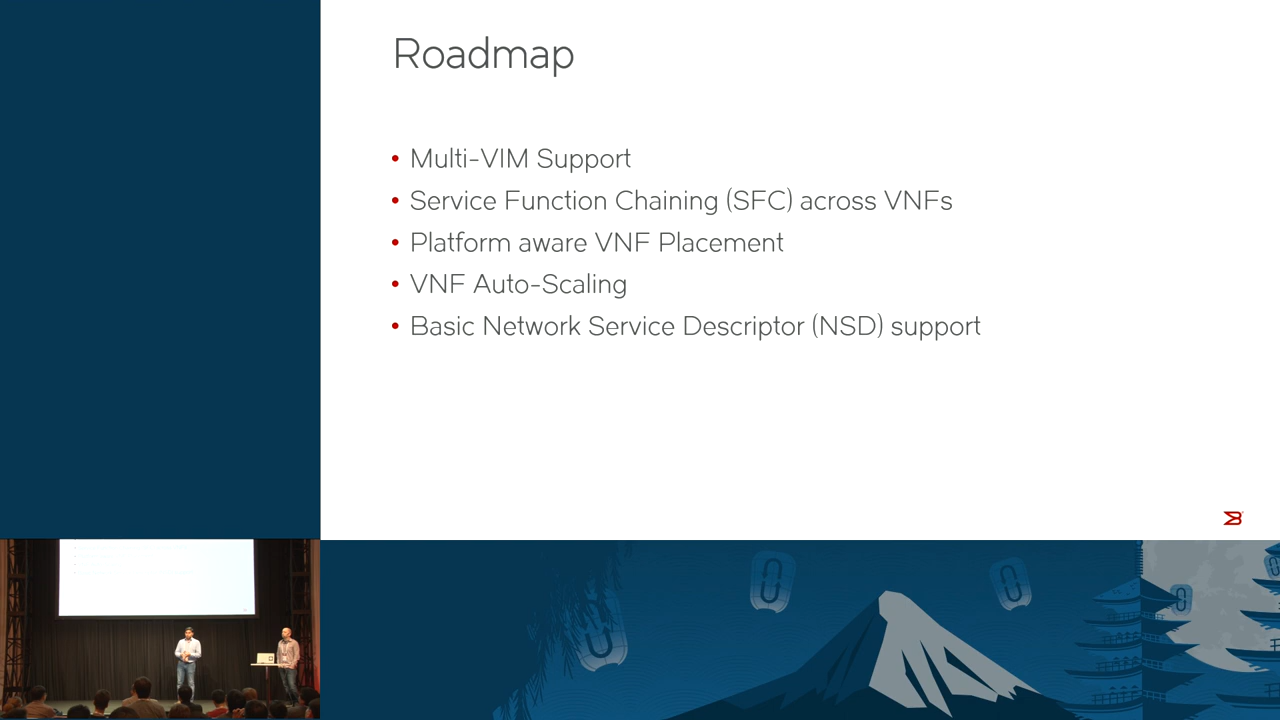 Roadmap
• Multi-VIM Support
• Service Function Chaining (SFC) across VNFs
• Platform aware VNF Placement
• VNF Auto-Scaling
• Basic Network Service Descriptor (NSD) support